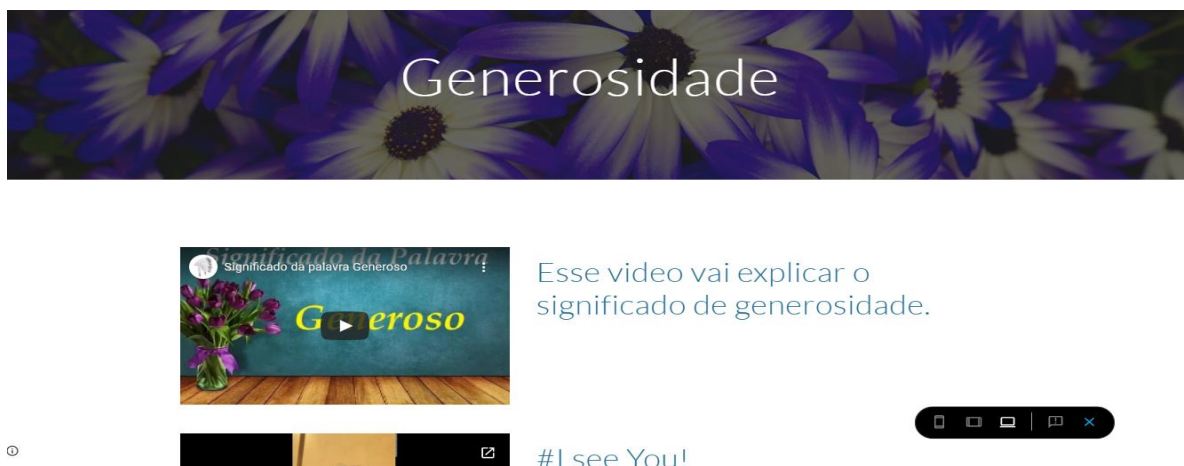 Generosidade
Significado da Palavra
Significado da palavra Generoso
Generoso
Esse video vai explicar o
significado de generosidade.
#I see You!